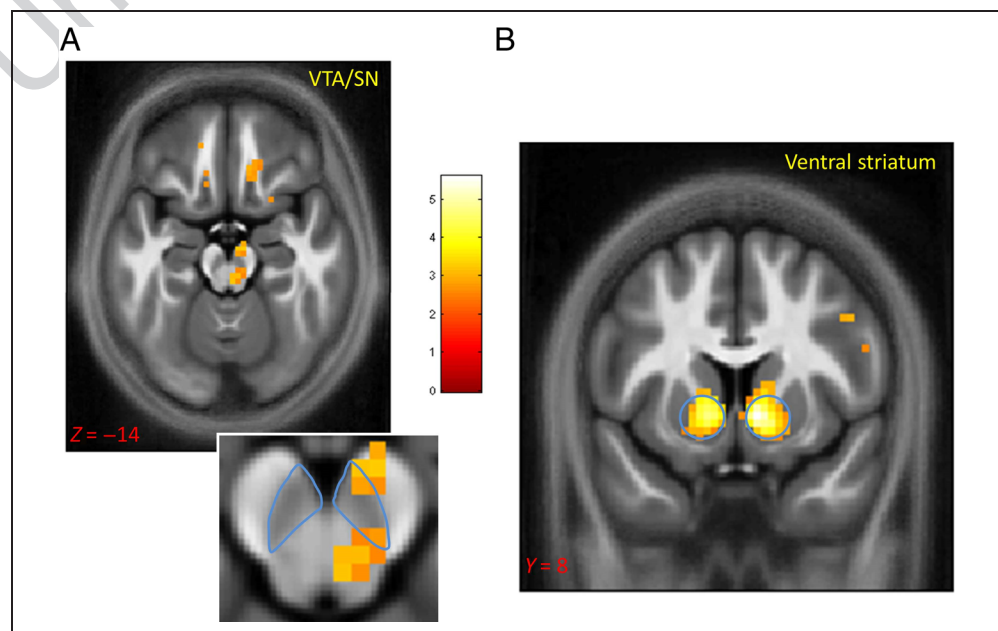 A
VTA/SN
Z = –14
5
4
3
2
1
0
B
Ventral striatum
Y = 8